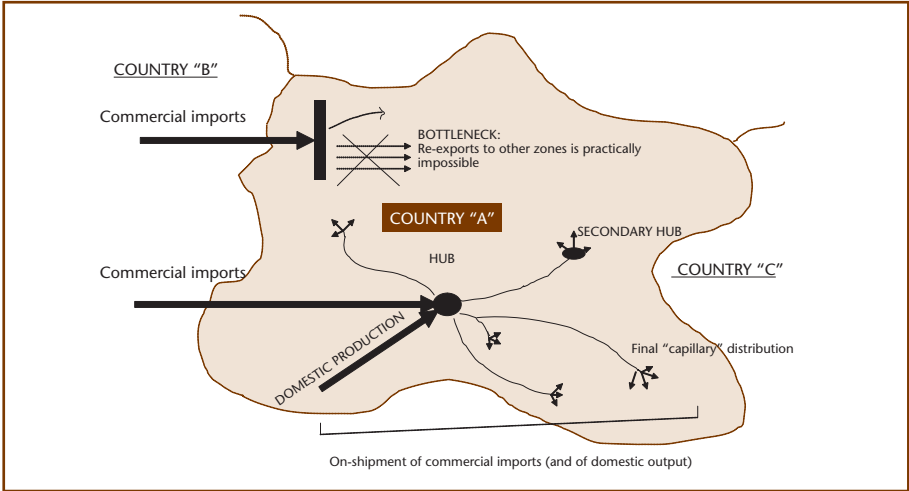 COUNTRY “B”
Commercial imports
BOTTLENECK:
Re-exports to other zones is practically
impossible
COUNTRY “A”
SECONDARY HUB
HUB
COUNTRY “C”
Commercial imports
DOMESTIC PRODUCTION
Final “capillary” distribution
On-shipment of commercial imports (and of domestic output)